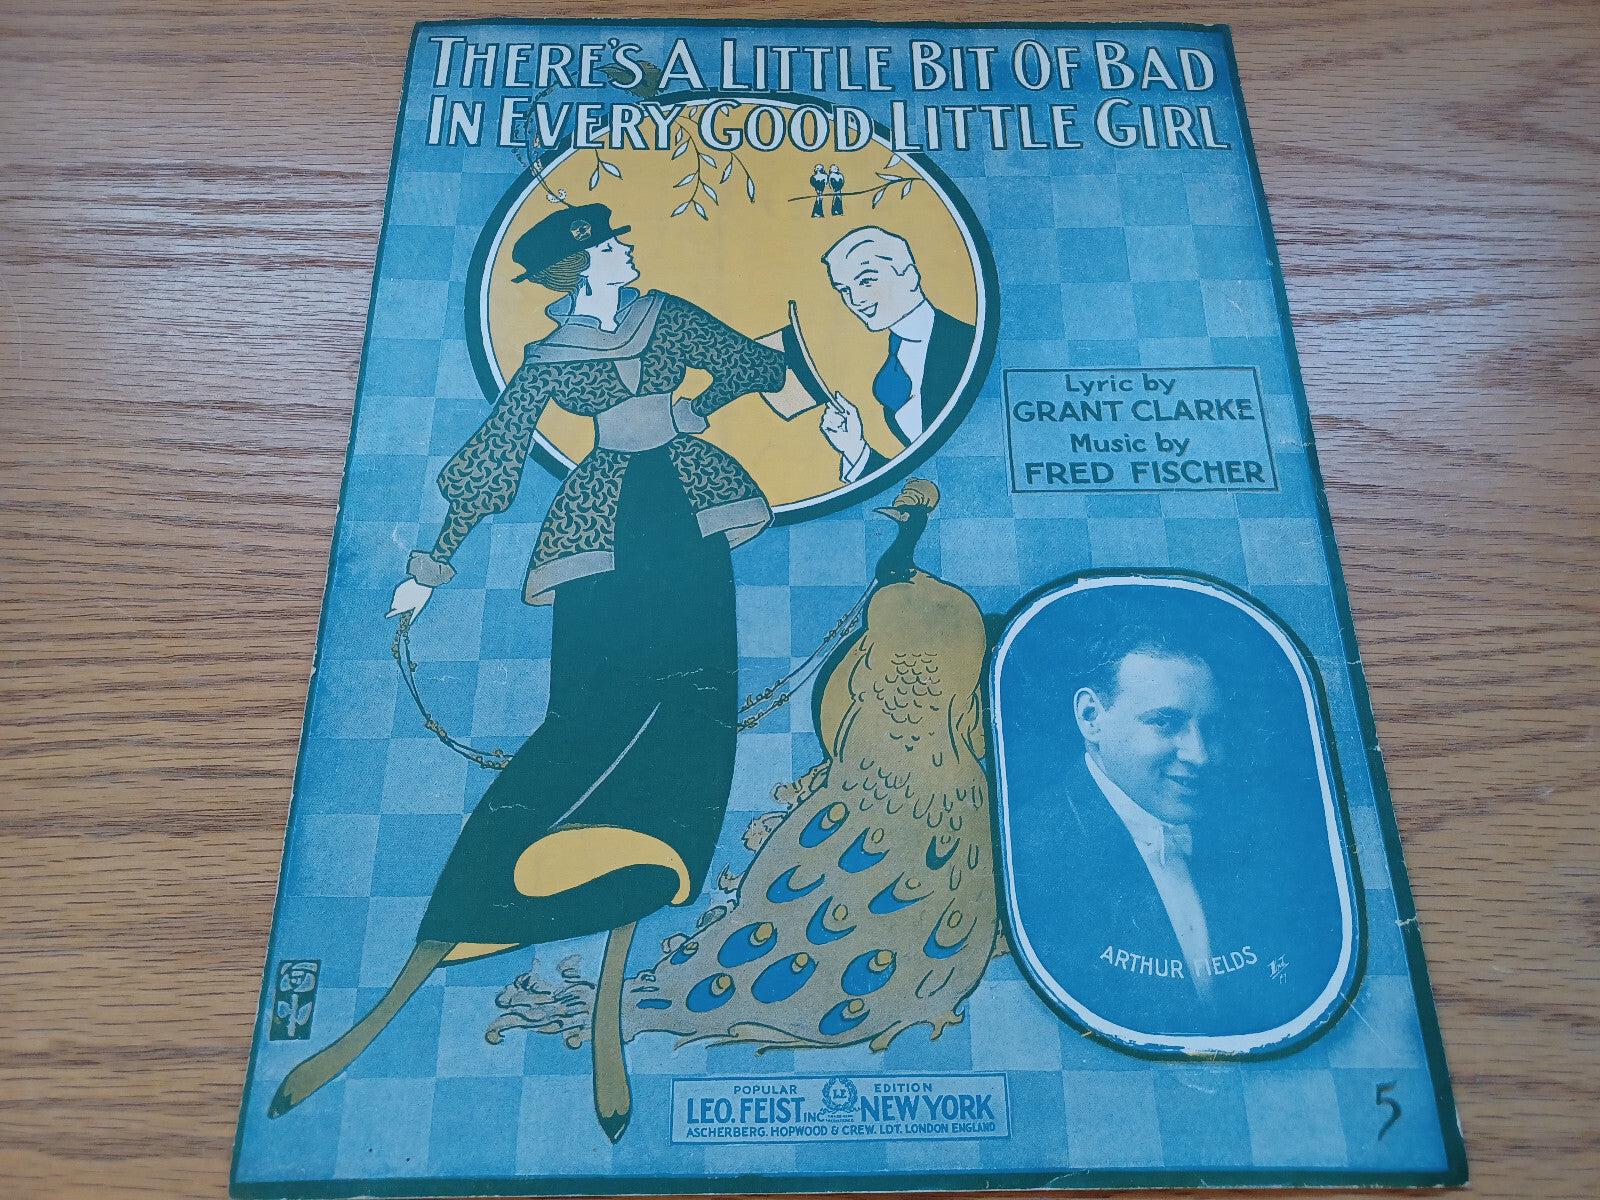 THERE'S A LITTLE BIT OF BAD
IN EVERY GOOD LITTLE GIRL
Lyric by
GRANT CLARKE
Music by
FRED FISCHER
ARTHUR FIELDS
POPULAR EDITION
LEO. FEIST INC. LF NEW YORK
ASCHERBERG. HOPWOOD & CREW. LDT. LONDON ENGLAND
5